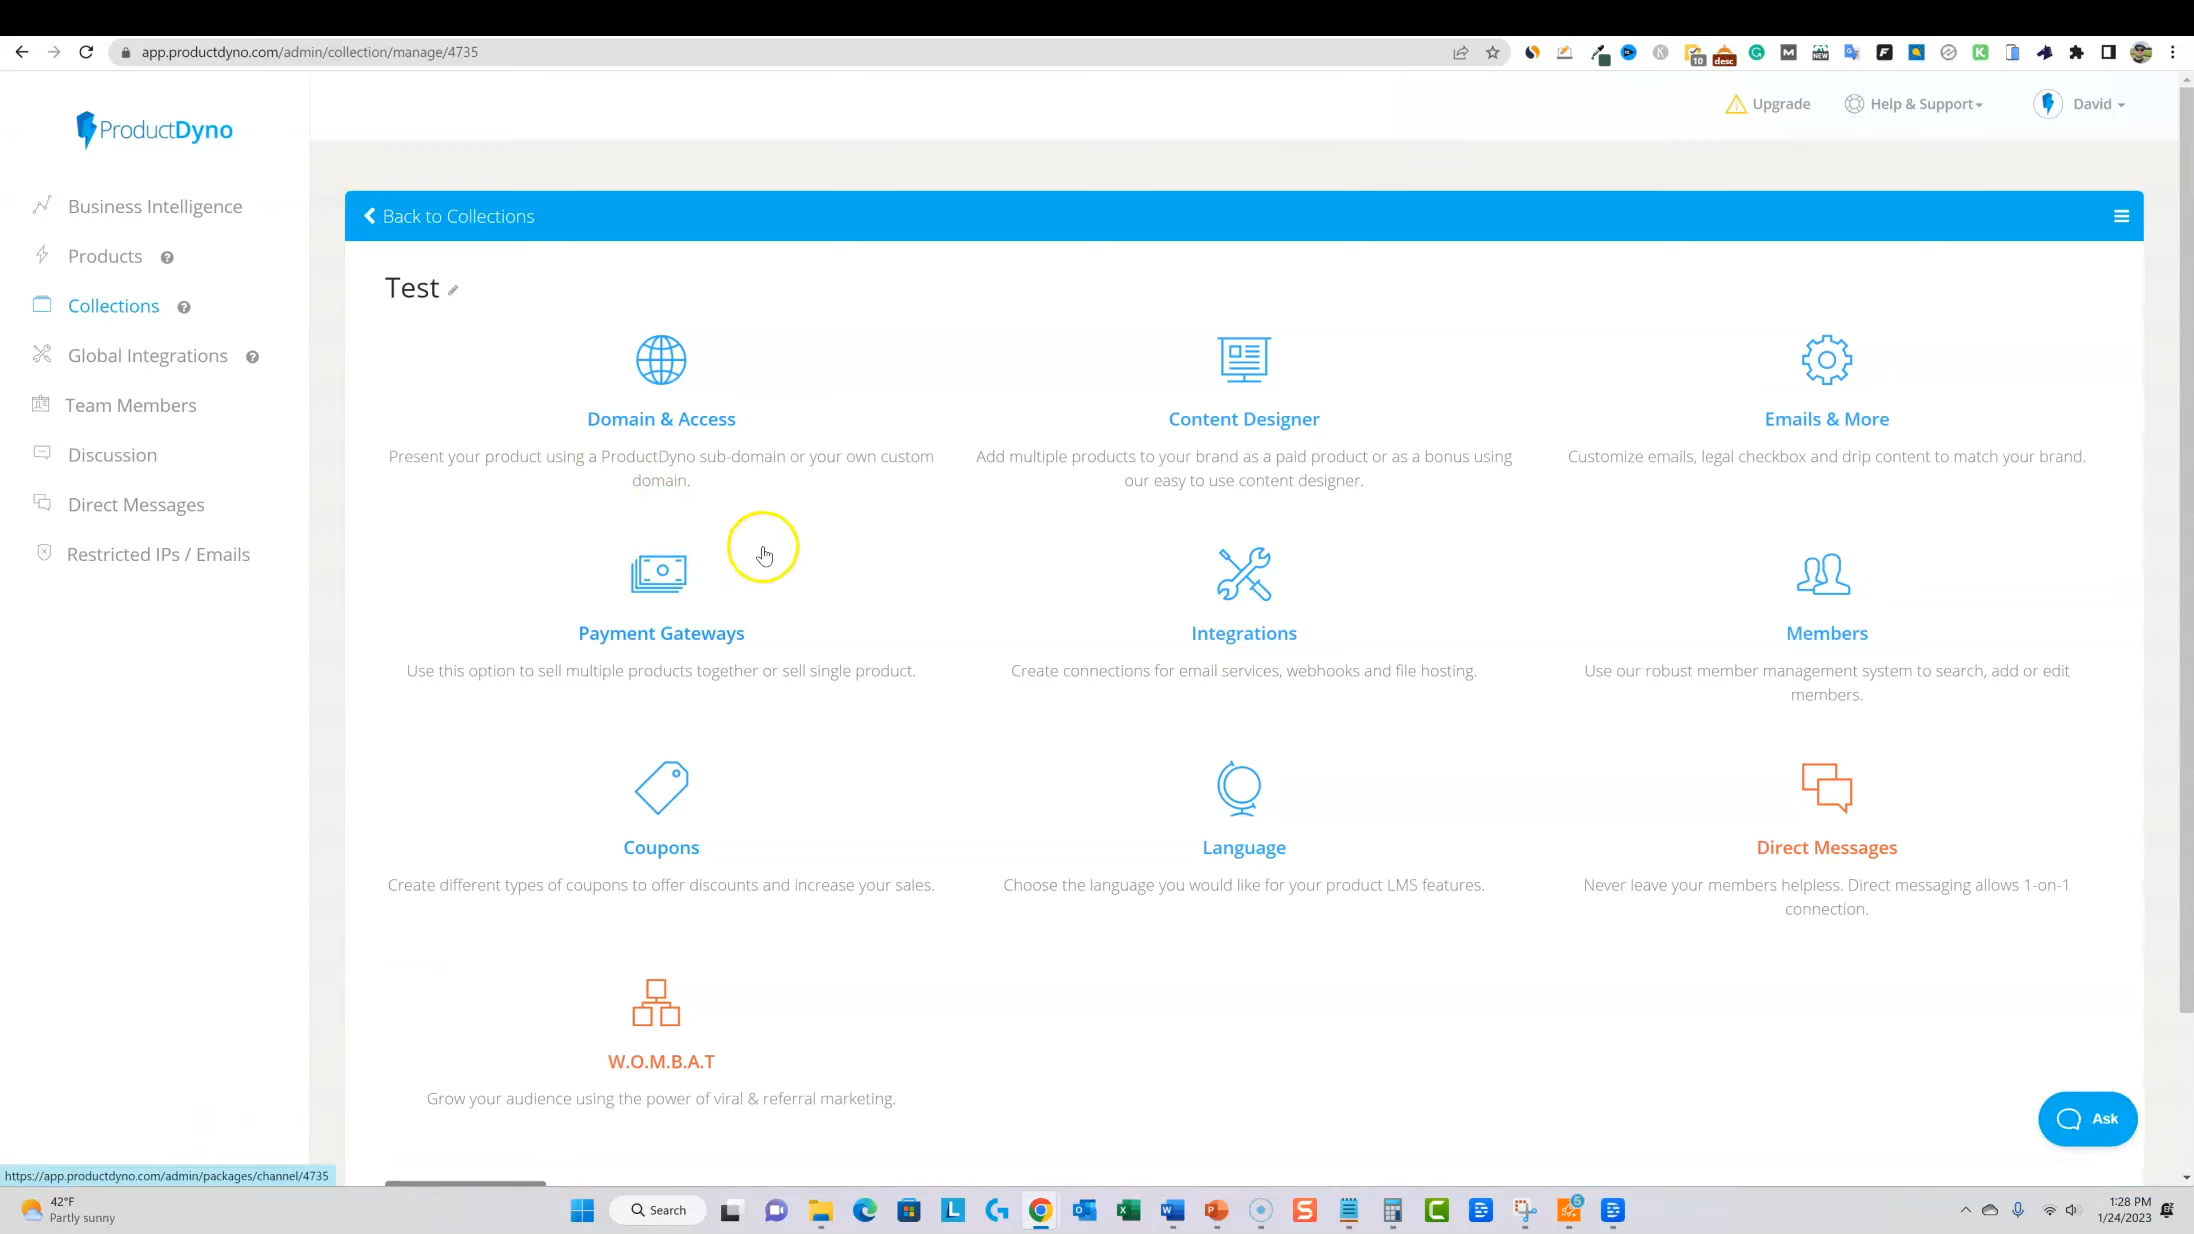 app.productdyno.com/admin/collection/manage/4735
10
desc
NEW
ProductDyno
Upgrade
Help & Support
David
Business Intelligence
Products
Collections
Global Integrations
Team Members
Discussion
Direct Messages
Restricted IPs / Emails
Back to Collections
Test
Domain & Access
Present your product using a ProductDyno sub-domain or your own custom
domain.
Content Designer
Add multiple products to your brand as a paid product or as a bonus using
our easy to use content designer.
Emails & More
Customize emails, legal checkbox and drip content to match your brand.
Payment Gateways
Use this option to sell multiple products together or sell single product.
Integrations
Create connections for email services, webhooks and file hosting.
Members
Use our robust member management system to search, add or edit
members.
Coupons
Create different types of coupons to offer discounts and increase your sales.
Language
Choose the language you would like for your product LMS features.
Direct Messages
Never leave your members helpless. Direct messaging allows 1-on-1
connection.
W.O.M.B.A.T
Grow your audience using the power of viral & referral marketing.
Ask
https://app.productdyno.com/admin/packages/channel/4735
42°F
Partly sunny
Search
5
1:28 PM
1/24/2023